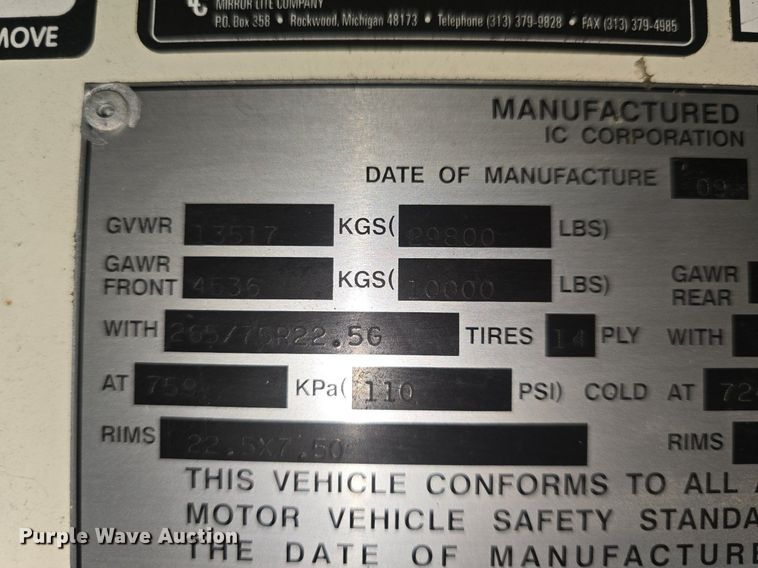 MOVE
MIRROR LITE COMPANY
P.O. Box 358 • Rockwood, Michigan 48173 • Telephone (313) 379-9828 • FAX (313) 379-4985
MANUFACTURED
IC CORPORATION
DATE OF MANUFACTURE 09
GVWR 13517 KGS( 29800 LBS)
GAWR FRONT 4536 KGS( 10000 LBS) GAWR REAR
WITH 265/75R22.5G TIRES 14 PLY WITH
AT 759 KPa( 110 PSI) COLD AT 724
RIMS 22.5X7.50 RIMS
THIS VEHICLE CONFORMS TO ALL A
MOTOR VEHICLE SAFETY STANDA
THE DATE OF MANUFACTURE
Purple Wave Auction